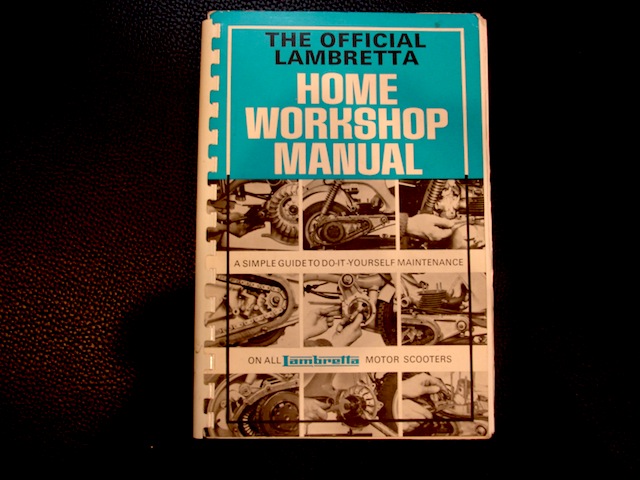 THE OFFICIAL
LAMBRETTA
HOME
WORKSHOP
MANUAL
A SIMPLE GUIDE TO DO-IT-YOURSELF MAINTENANCE
ON ALL Lambretta MOTOR SCOOTERS